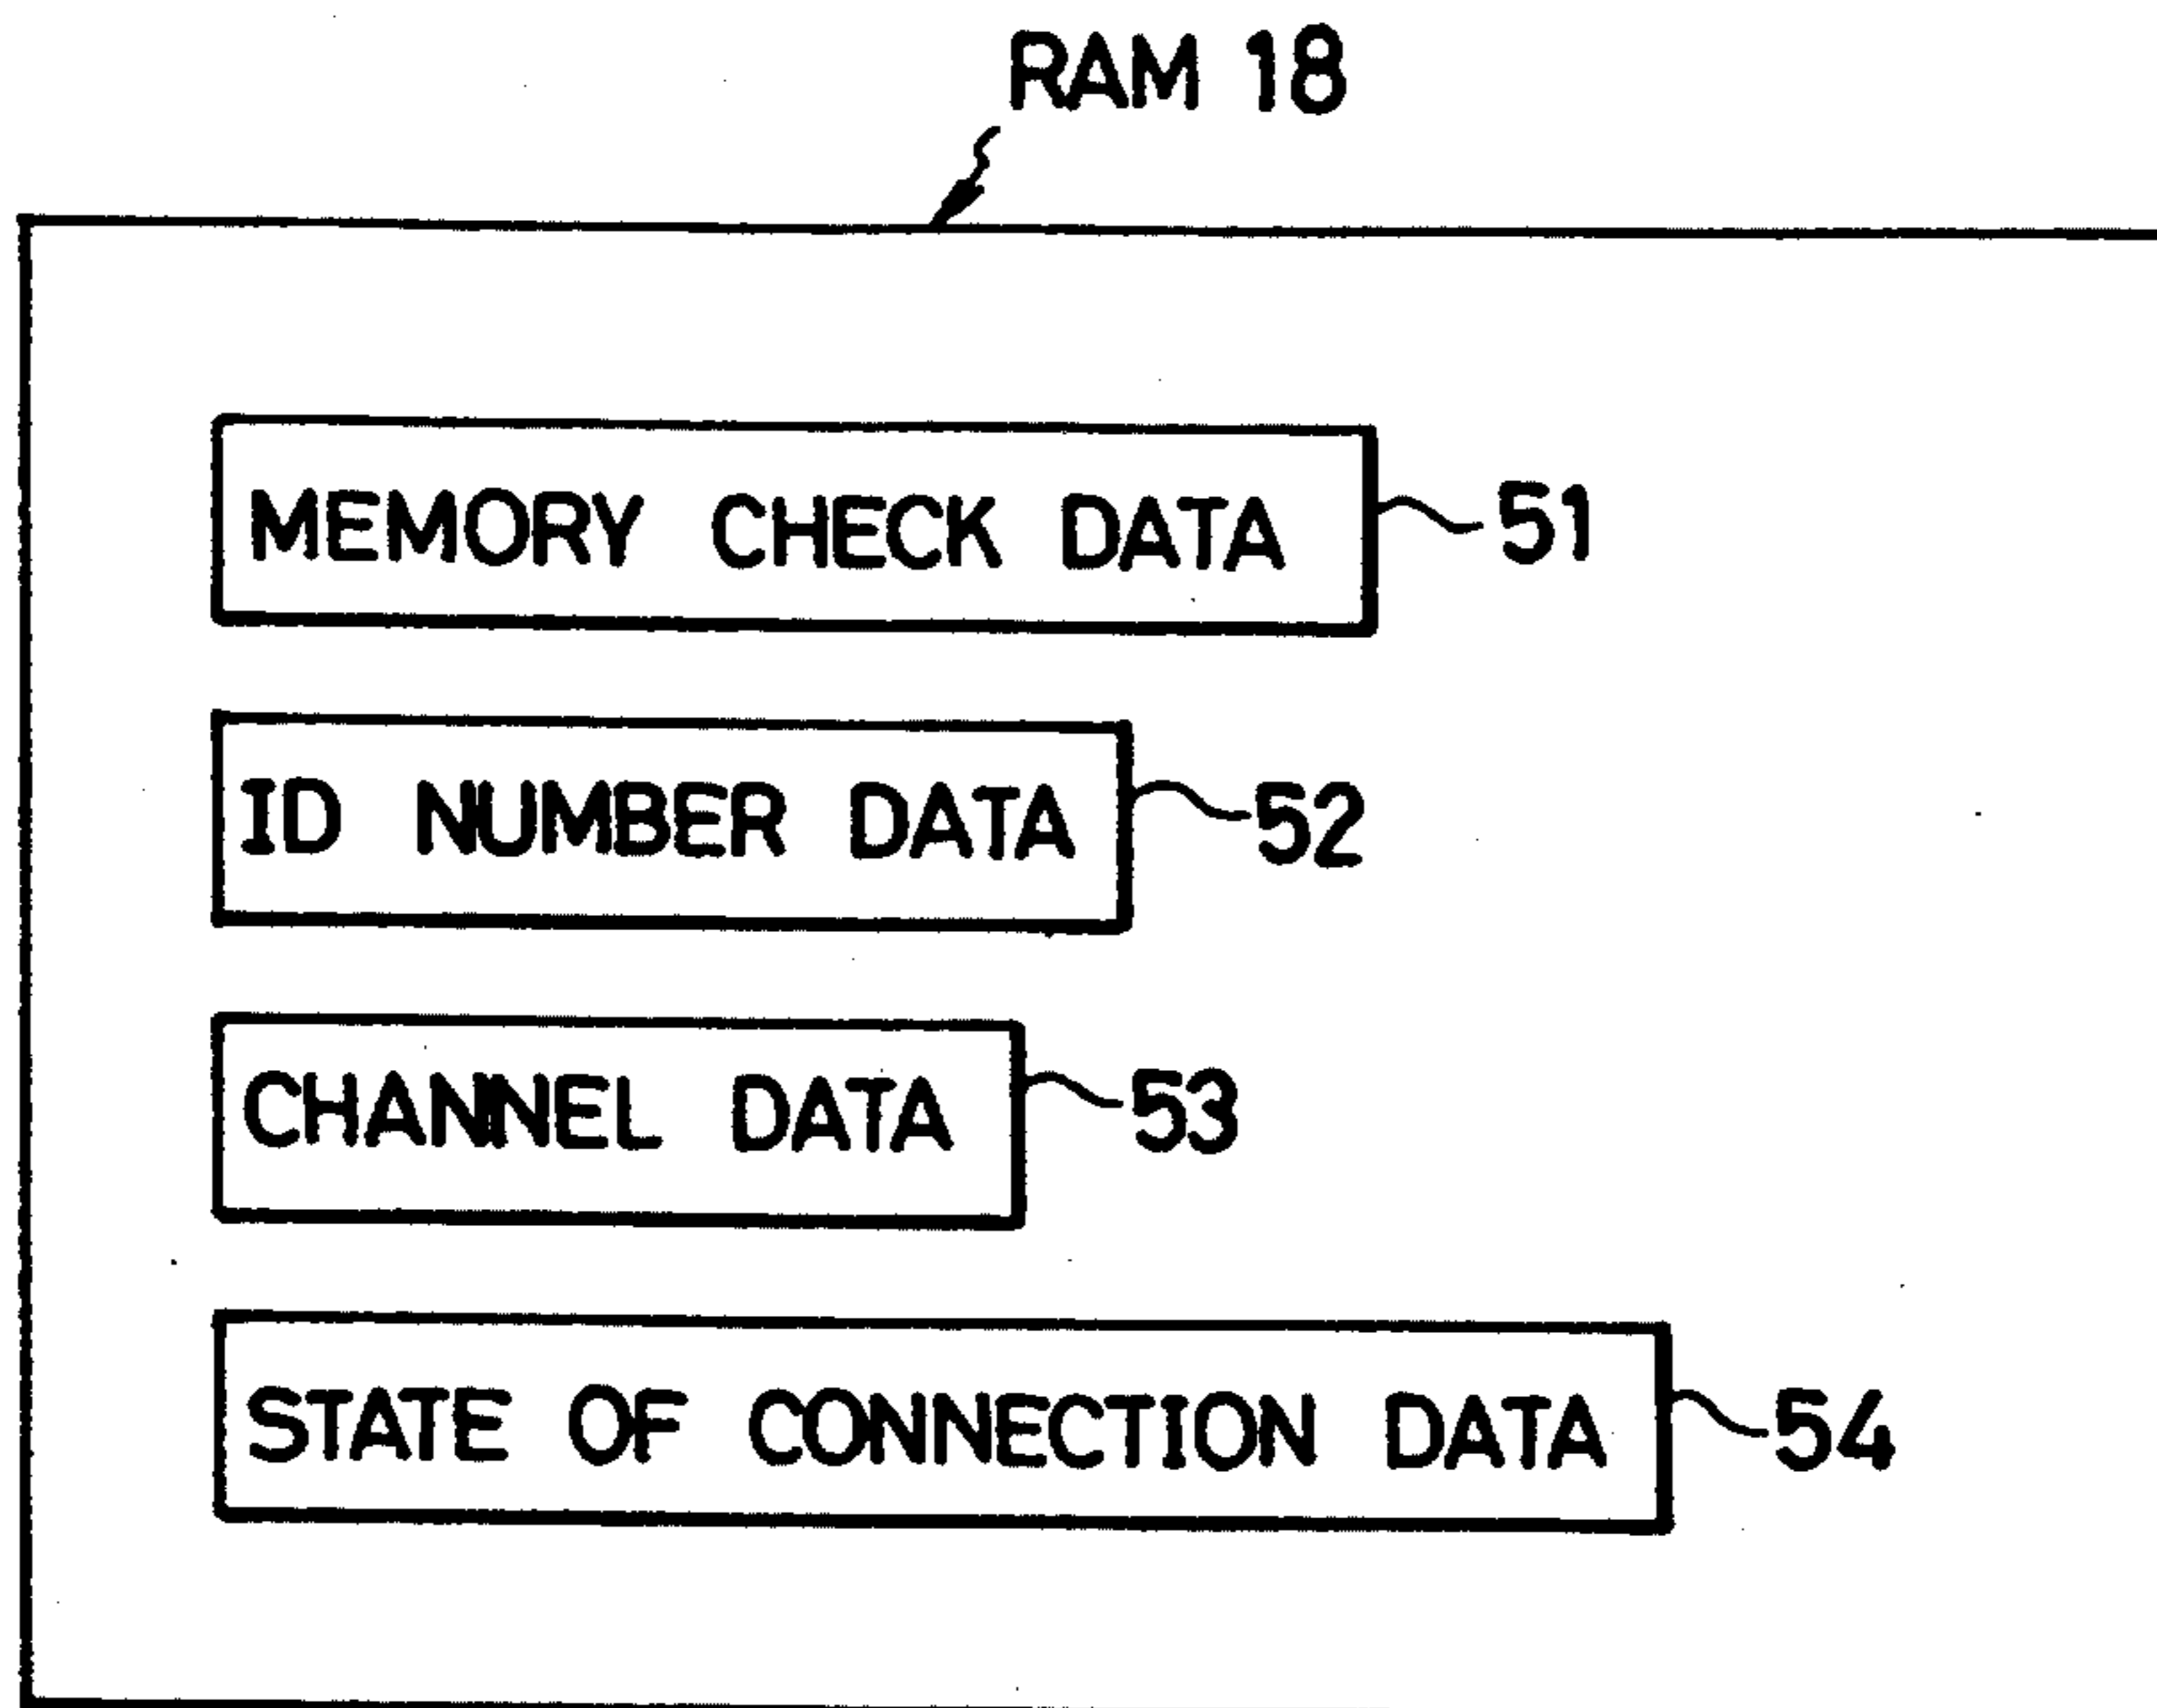 RAM 18
MEMORY CHECK DATA 51
ID NUMBER DATA 52
CHANNEL DATA 53
STATE OF CONNECTION DATA 54